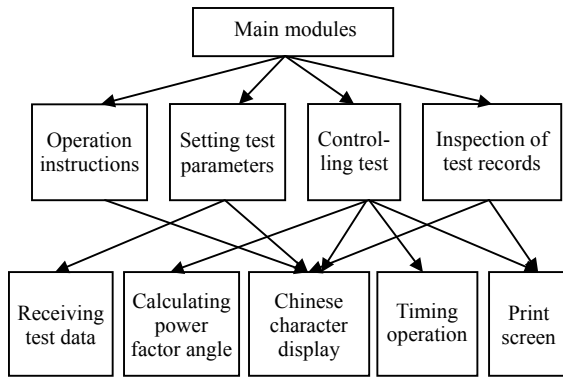 Main modules
Operation
instructions
Setting test
parameters
Control-
ling test
Inspection of
test records
Receiving
test data
Calculating
power
factor angle
Chinese
character
display
Timing
operation
Print
screen